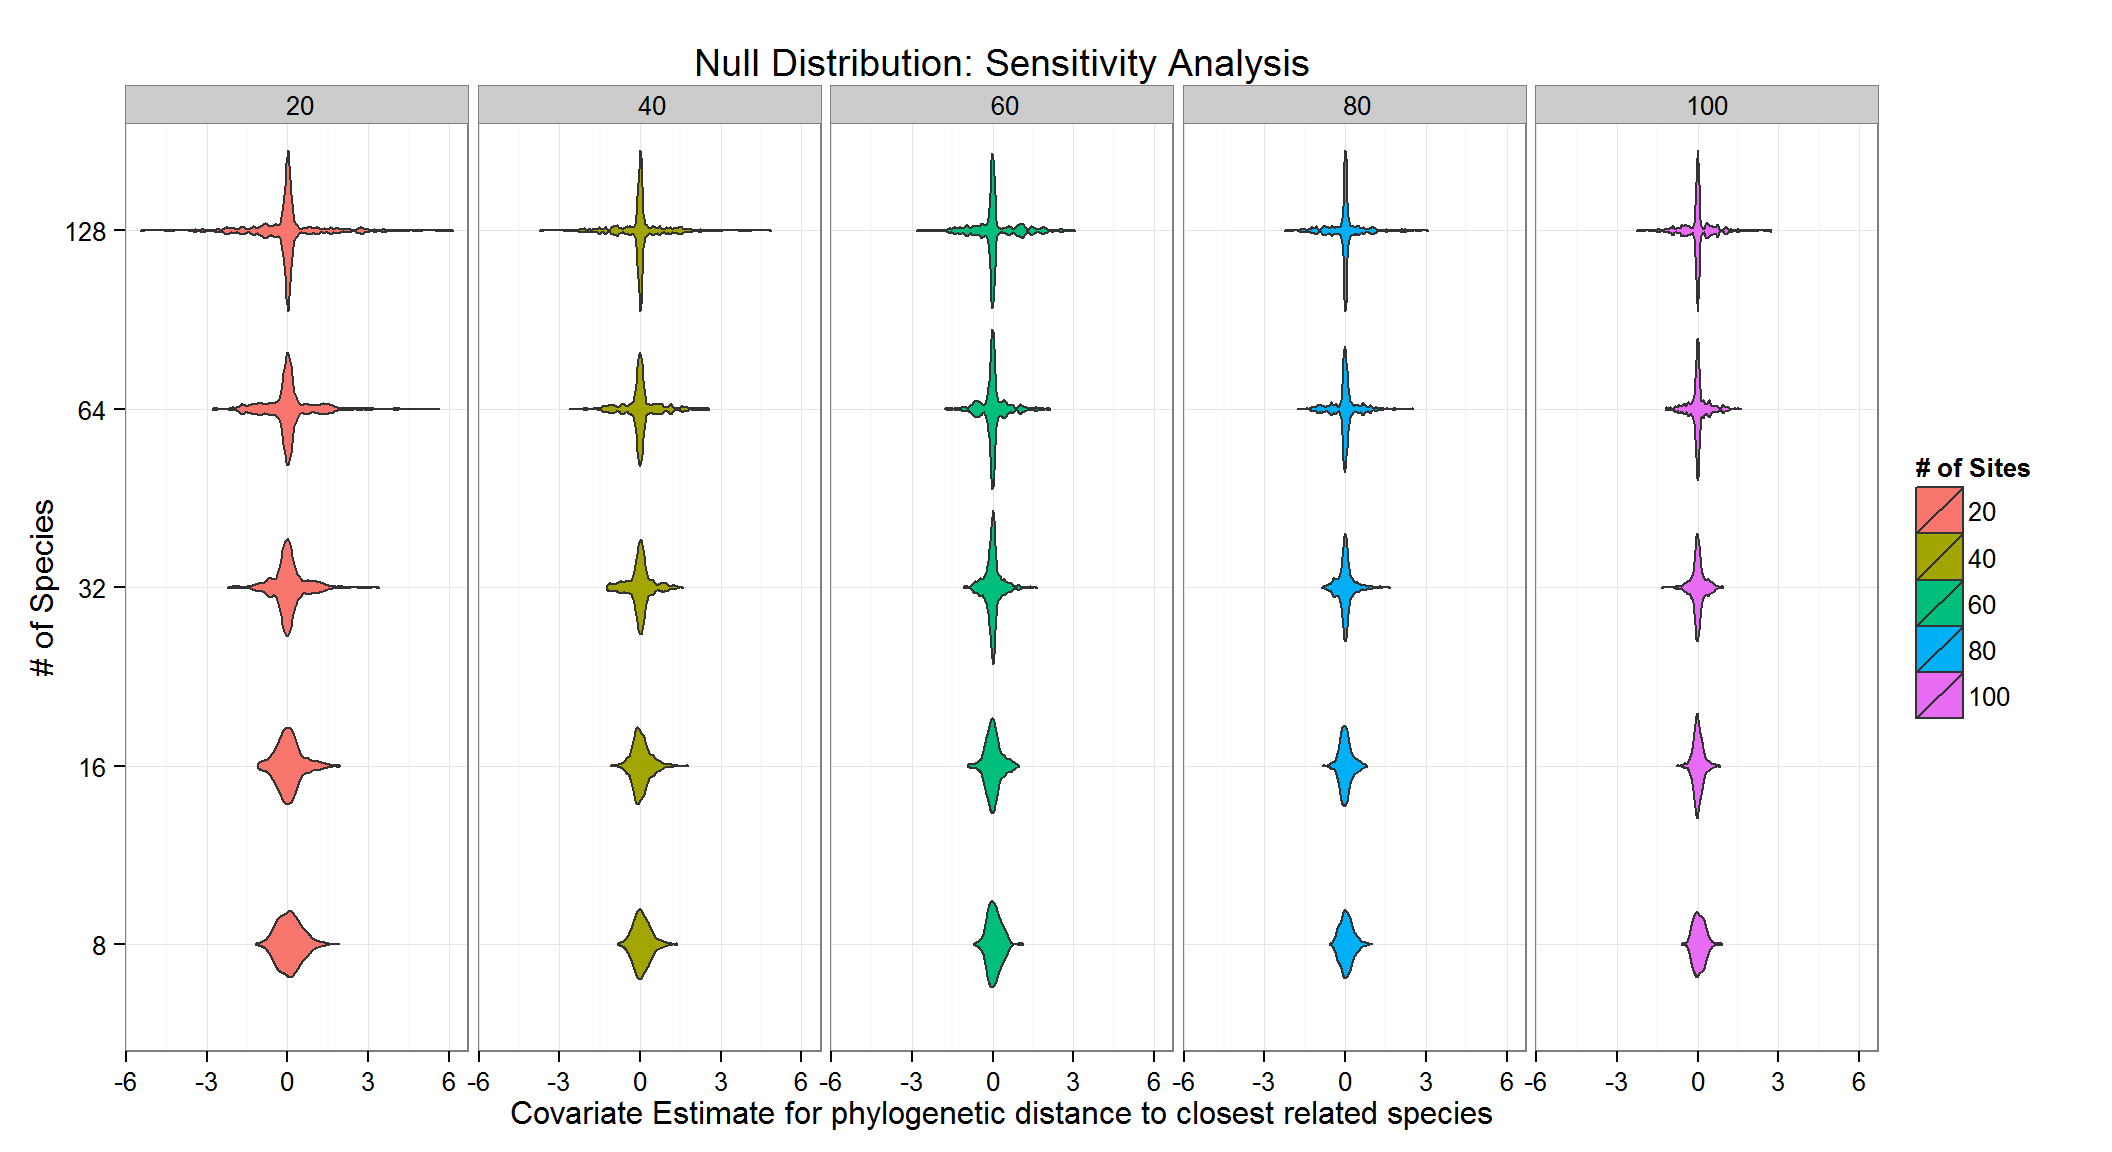 Null Distribution: Sensitivity Analysis
20 40 60 80 100
128
64
32
16
8
# of Species
-6 -3 0 3 6 -6 -3 0 3 6 -6 -3 0 3 6 -6 -3 0 3 6 -6 -3 0 3 6
Covariate Estimate for phylogenetic distance to closest related species
# of Sites
20
40
60
80
100